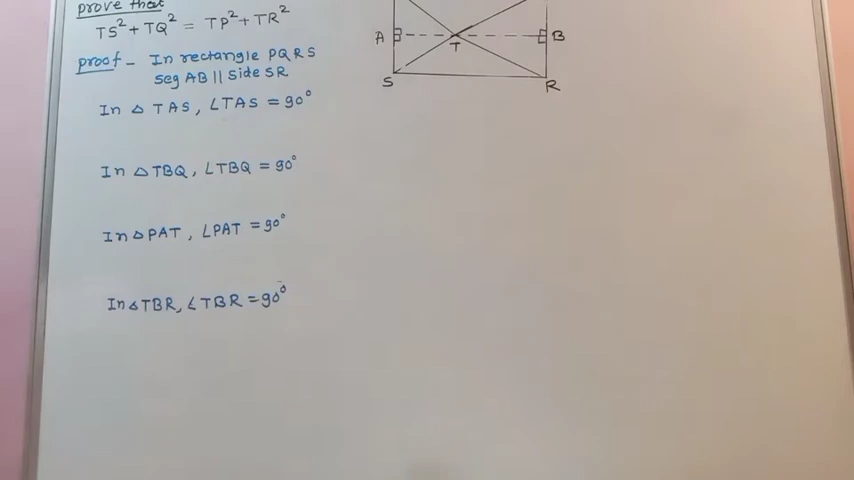 prove that
TS² + TQ² = TP² + TR²
proof - In rectangle PQRS
seg AB || side SR
In △ TAS, ∠TAS = 90°
In △TBQ, ∠TBQ = 90°
In △PAT, ∠PAT = 90°
In △TBR, ∠TBR = 90°
A
T
B
S
R